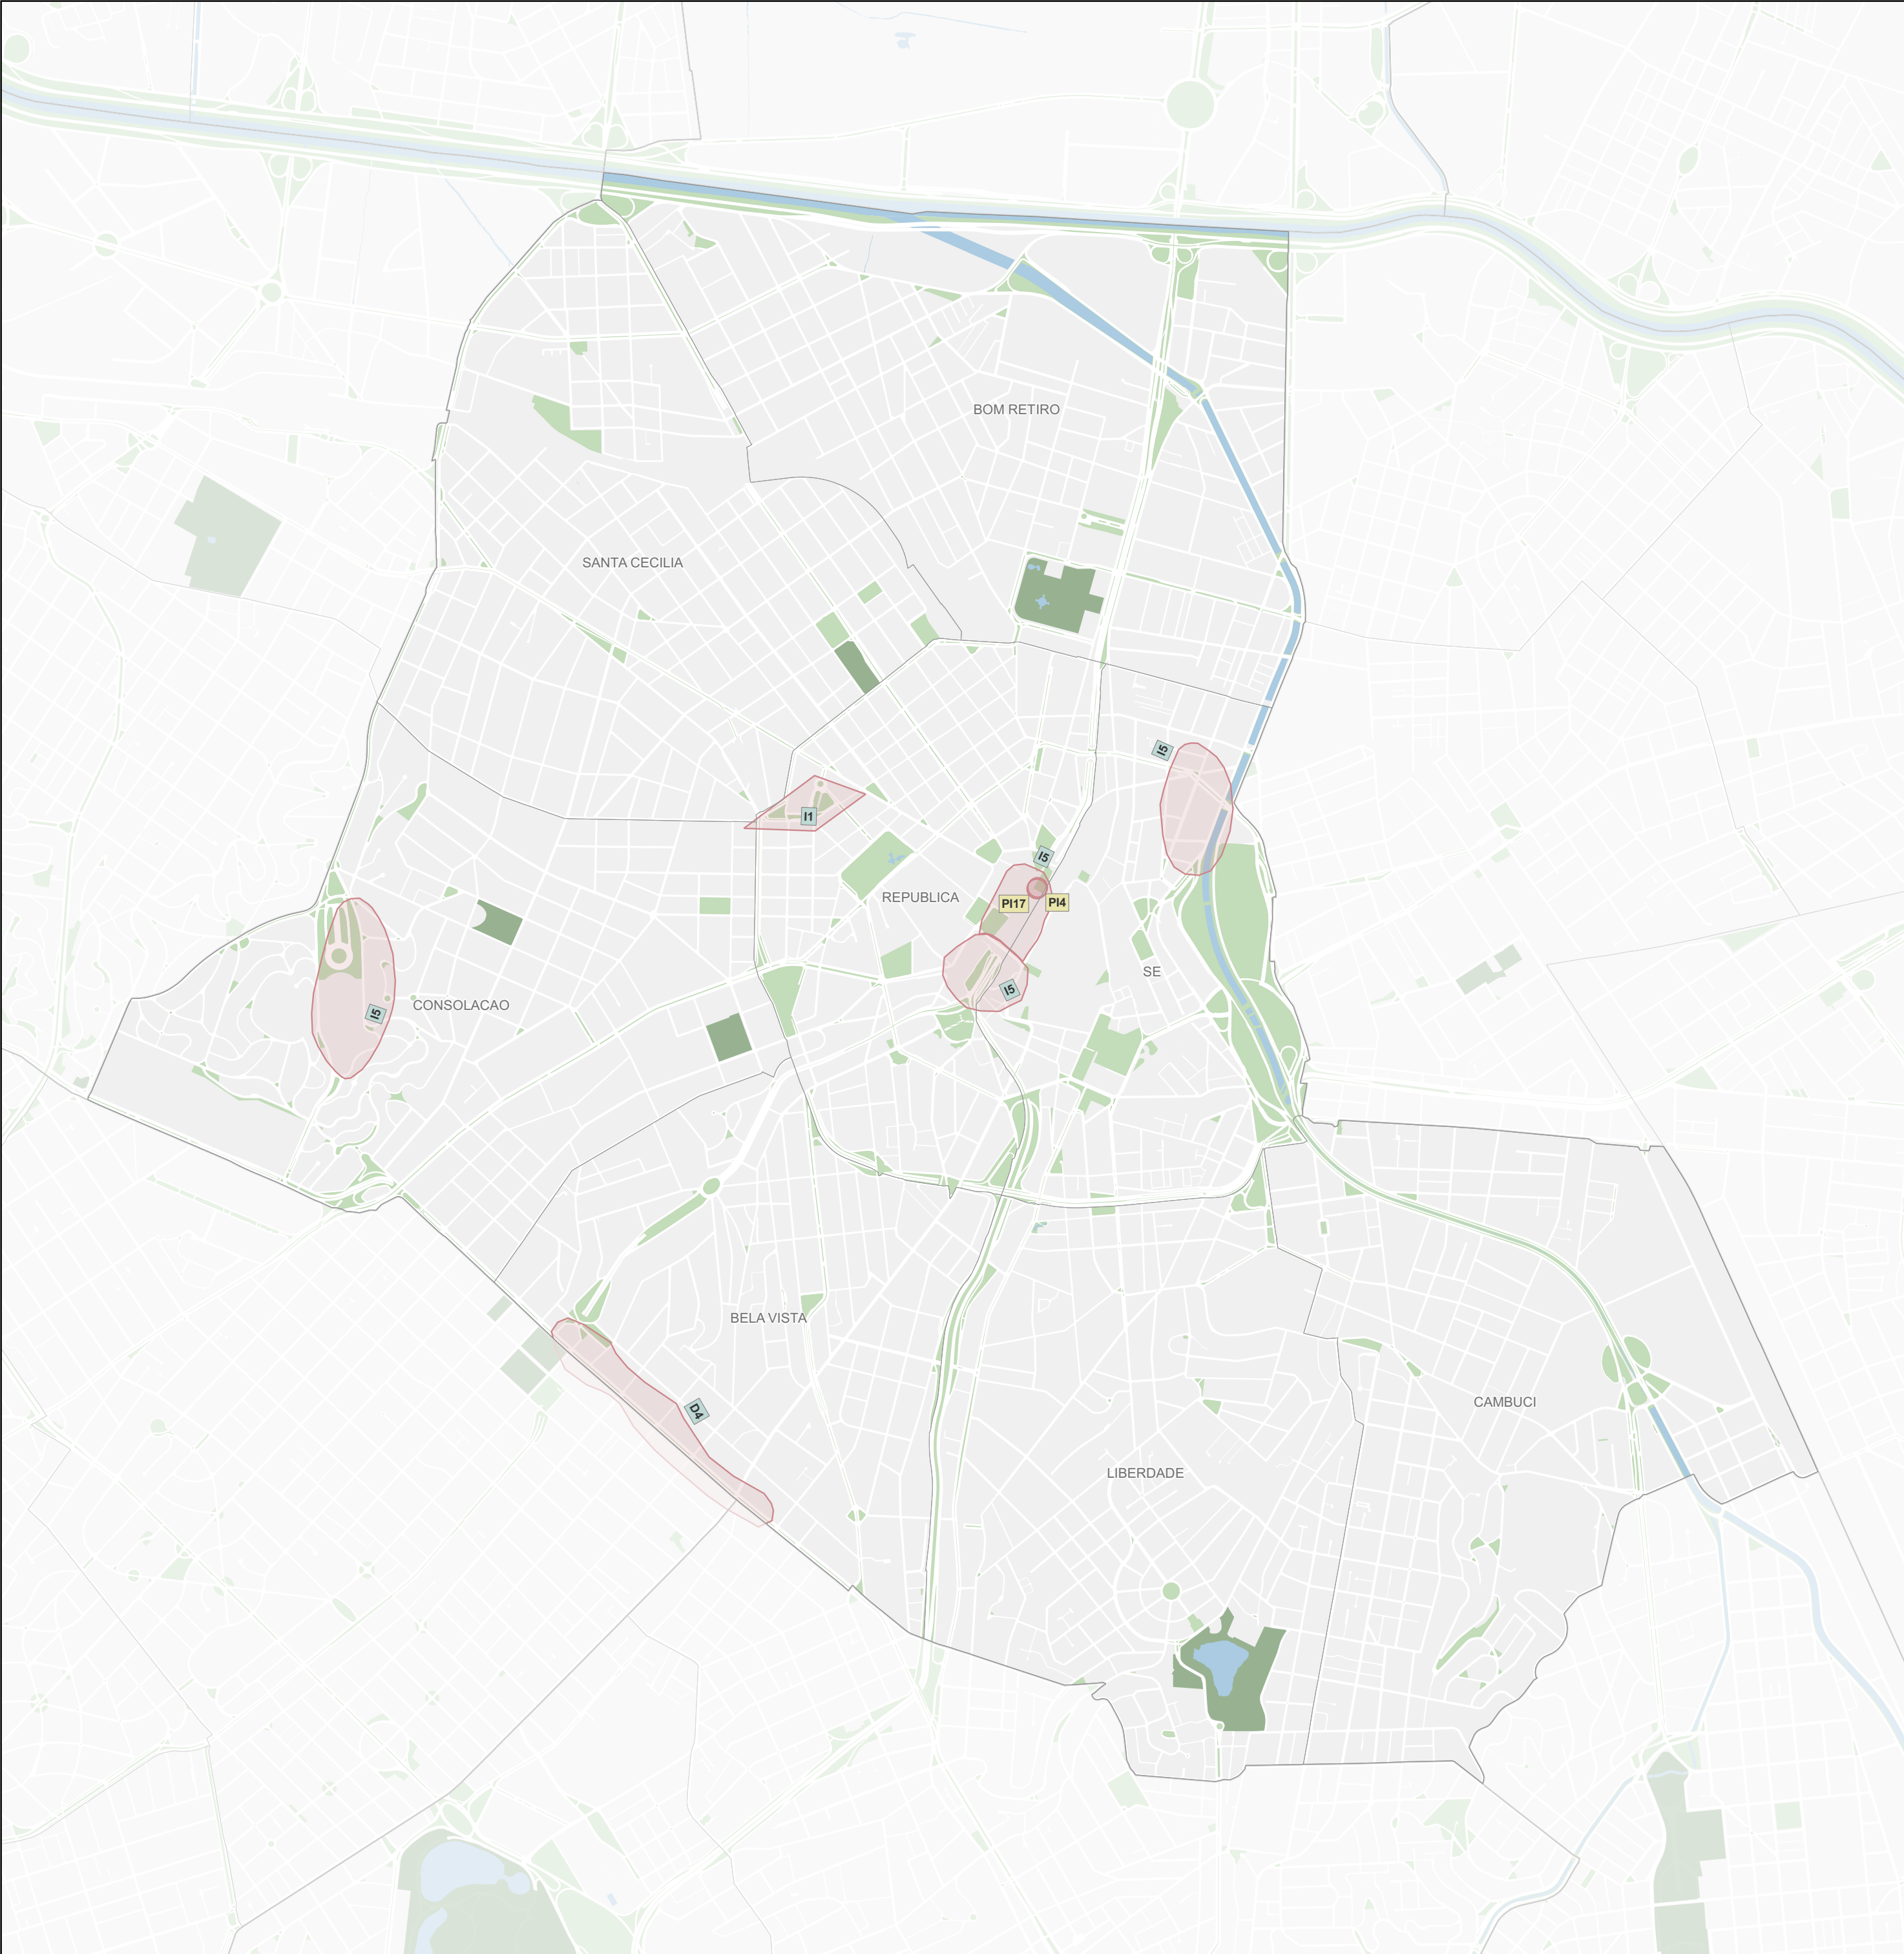 BOM RETIRO
SANTA CECILIA
I5
I1
I5
REPUBLICA
PI17
PI4
SE
I5
CONSOLACAO
I5
BELA VISTA
D4
CAMBUCI
LIBERDADE